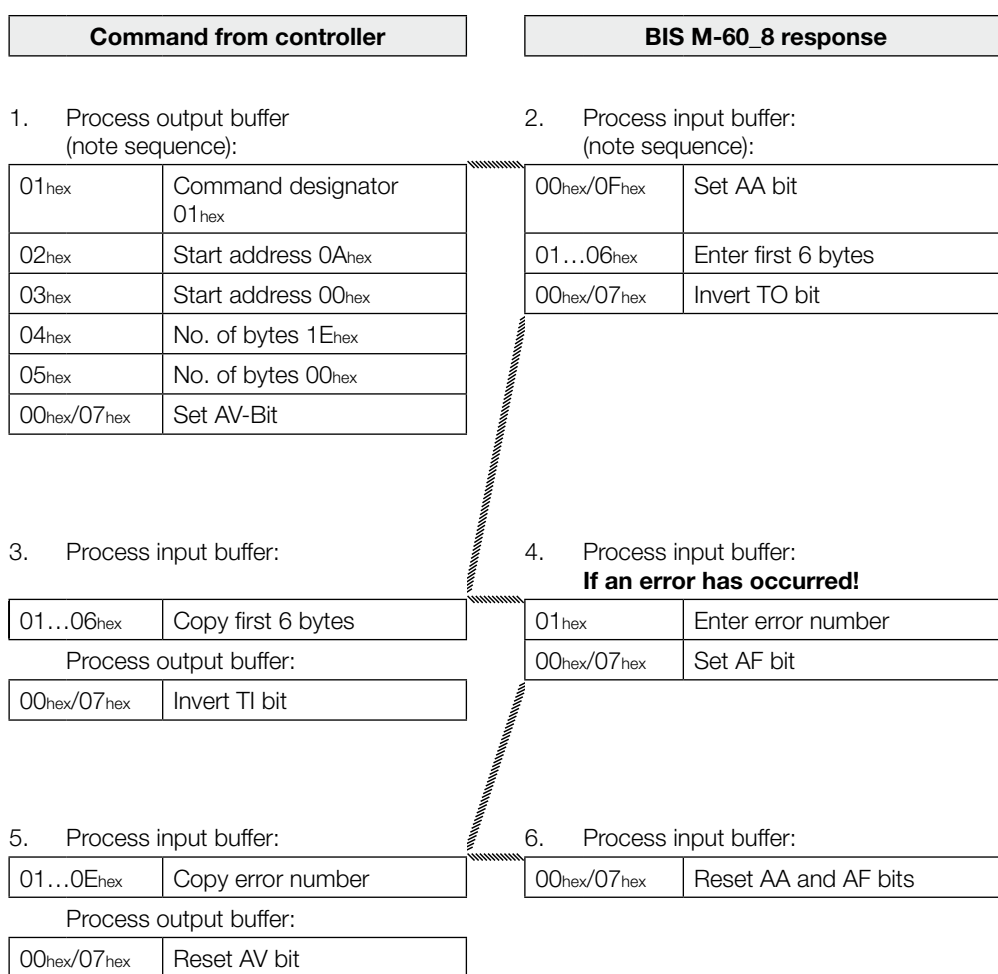 Command from controller
BIS M-60_8 response
1. Process output buffer
(note sequence):
01hex Command designator
01hex
02hex Start address 0Ahex
03hex Start address 00hex
04hex No. of bytes 1Ehex
05hex No. of bytes 00hex
00hex/07hex Set AV-Bit
2. Process input buffer:
(note sequence):
00hex/0Fhex Set AA bit
01…06hex Enter first 6 bytes
00hex/07hex Invert TO bit
3. Process input buffer:
01…06hex Copy first 6 bytes
Process output buffer:
00hex/07hex Invert TI bit
4. Process input buffer:
If an error has occurred!
01hex Enter error number
00hex/07hex Set AF bit
5. Process input buffer:
01…0Ehex Copy error number
Process output buffer:
00hex/07hex Reset AV bit
6. Process input buffer:
00hex/07hex Reset AA and AF bits